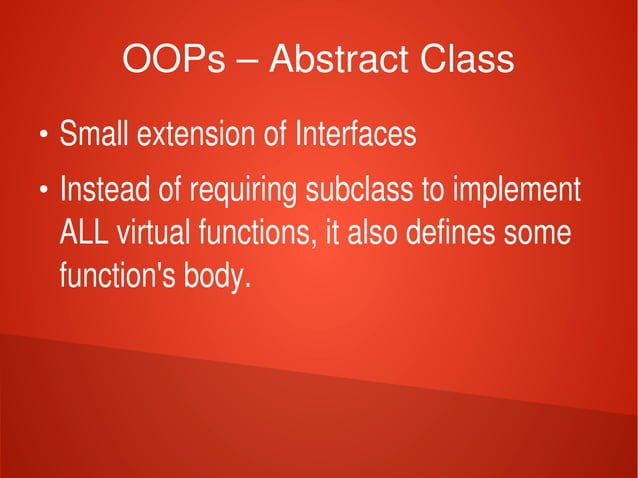 OOPs – Abstract Class
• Small extension of Interfaces
• Instead of requiring subclass to implement
ALL virtual functions, it also defines some
function's body.